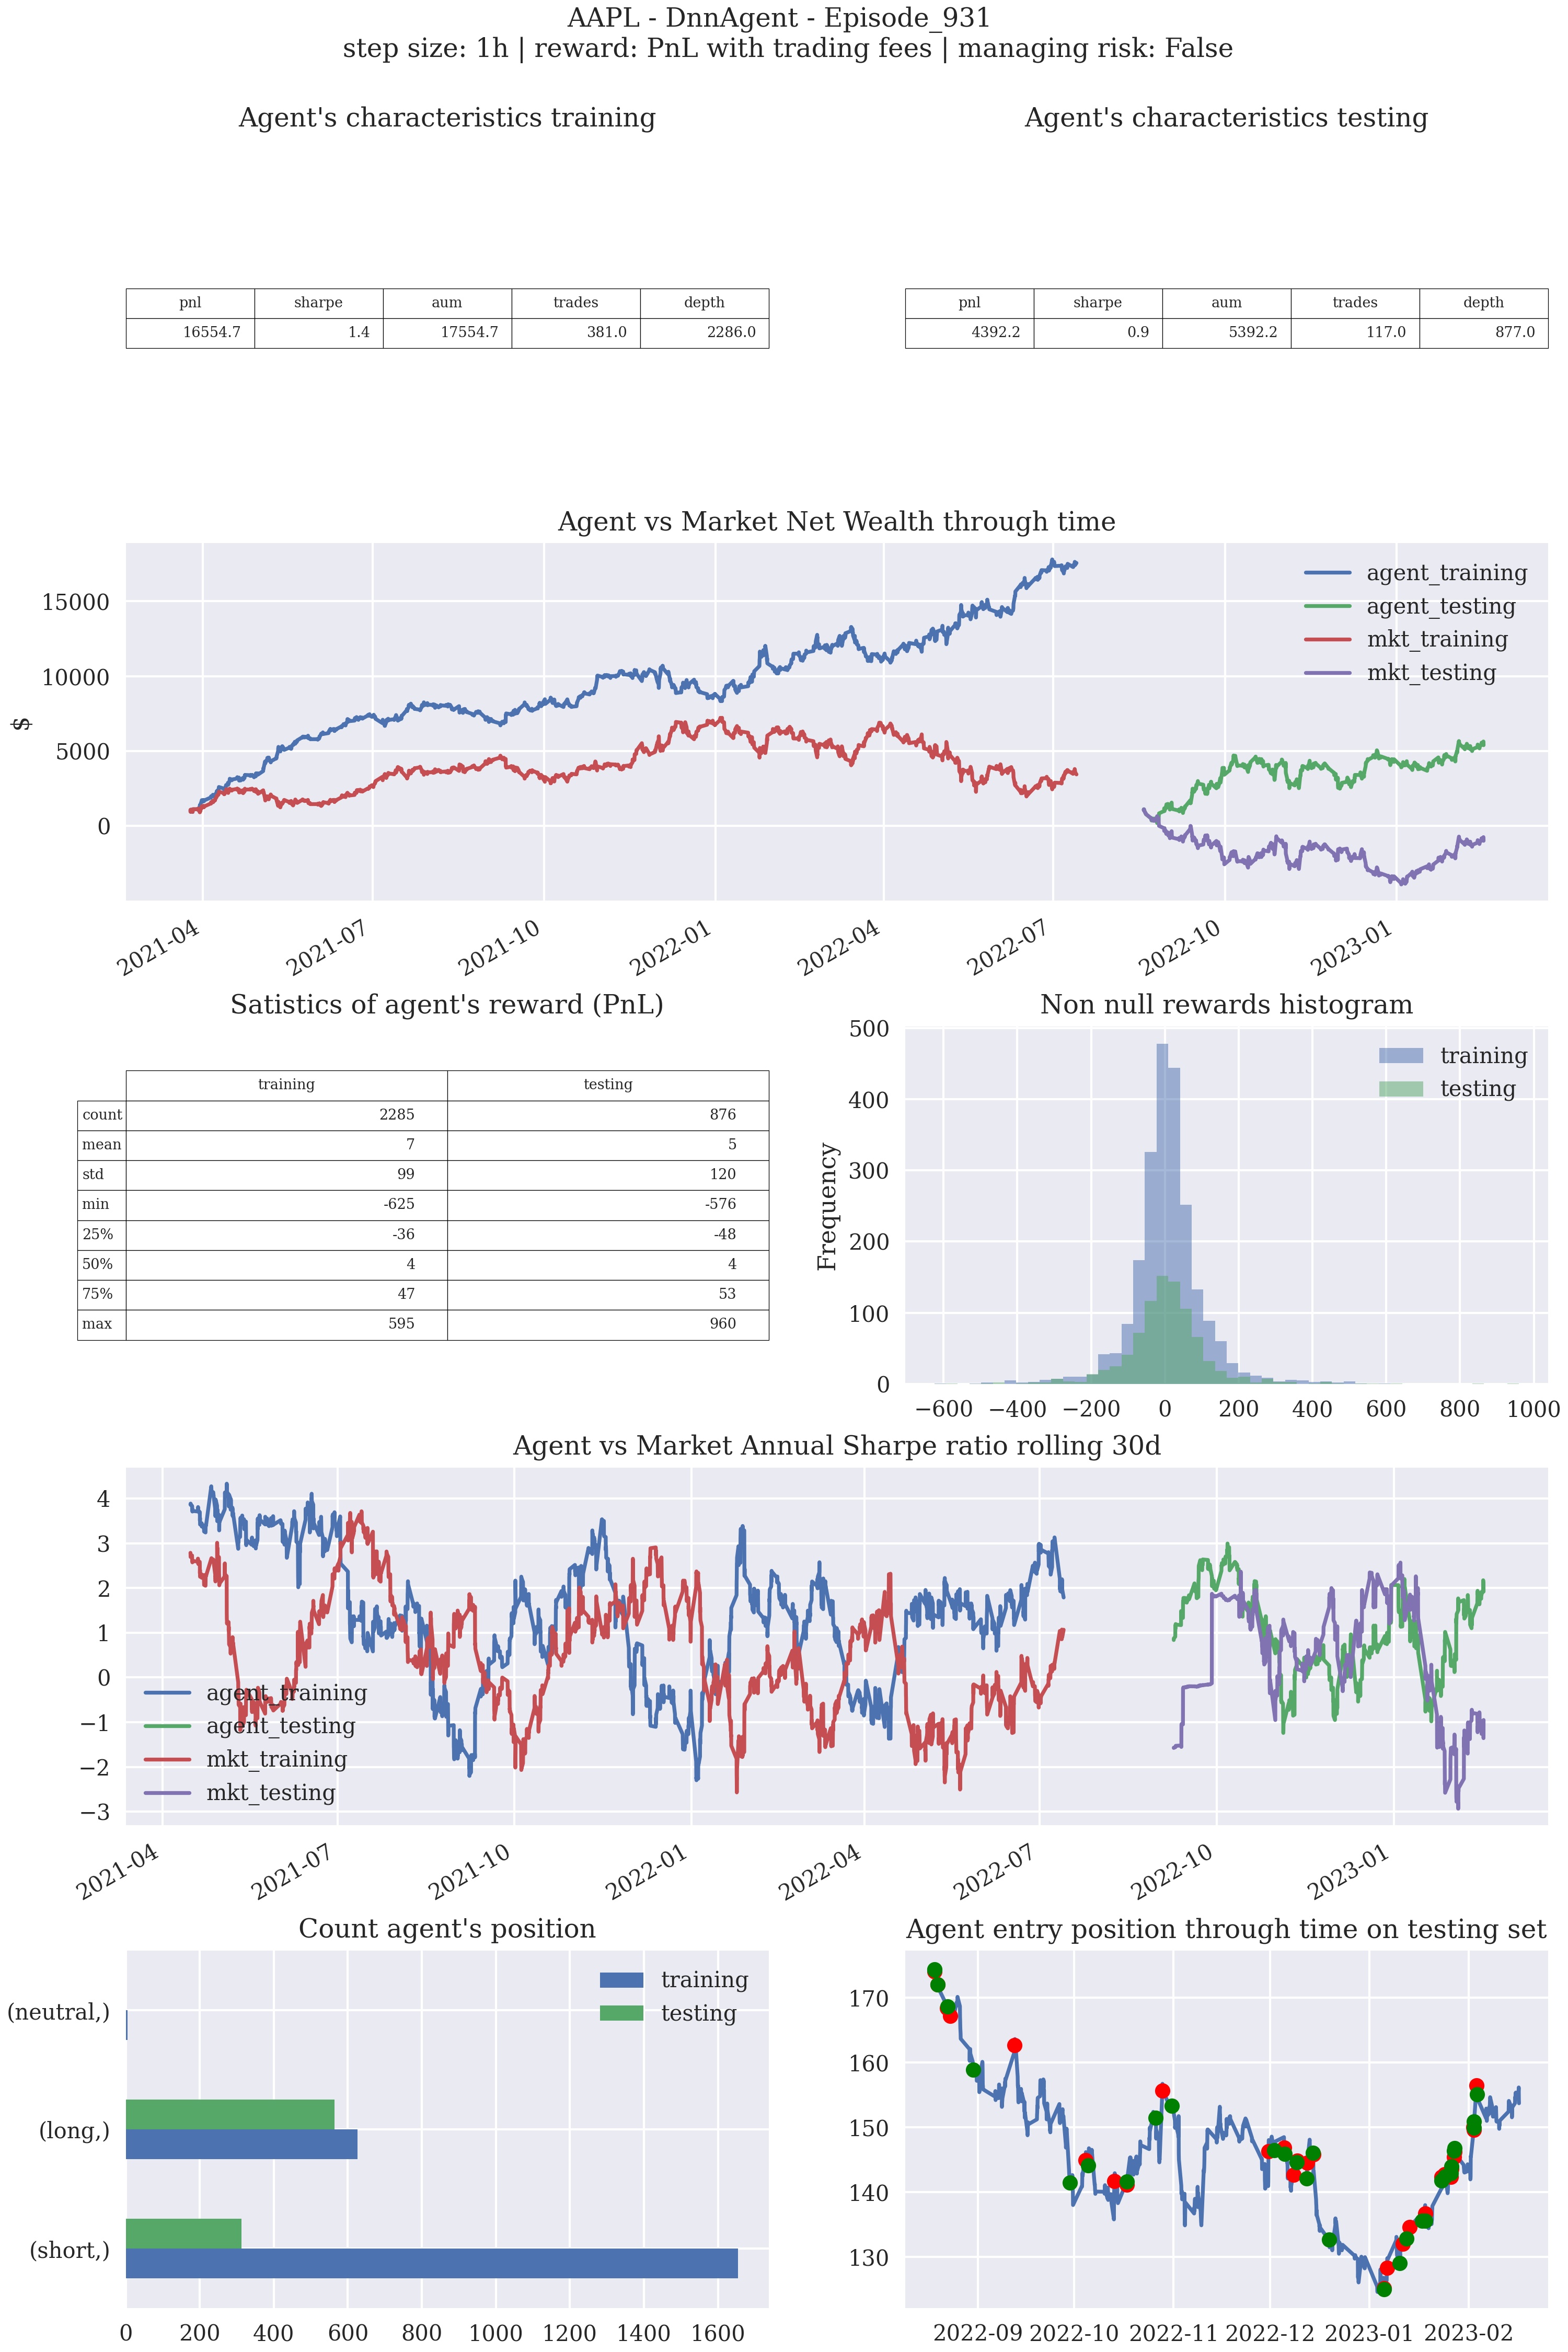 AAPL - DnnAgent - Episode_931
step size: 1h | reward: PnL with trading fees | managing risk: False
Agent's characteristics training
Agent's characteristics testing
pnl sharpe aum trades depth
16554.7 1.4 17554.7 381.0 2286.0
pnl sharpe aum trades depth
4392.2 0.9 5392.2 117.0 877.0
Agent vs Market Net Wealth through time
$
15000
10000
5000
0
agent_training
agent_testing
mkt_training
mkt_testing
2021-04 2021-07 2021-10 2022-01 2022-04 2022-07 2022-10 2023-01
Satistics of agent's reward (PnL)
training testing
count 2285 876
mean 7 5
std 99 120
min -625 -576
25% -36 -48
50% 4 4
75% 47 53
max 595 960
Non null rewards histogram
Frequency
500
400
300
200
100
0
training
testing
−600 −400 −200 0 200 400 600 800 1000
Agent vs Market Annual Sharpe ratio rolling 30d
4
3
2
1
0
−1
−2
−3
agent_training
agent_testing
mkt_training
mkt_testing
2021-04 2021-07 2021-10 2022-01 2022-04 2022-07 2022-10 2023-01
Count agent's position
training
testing
(neutral,)
(long,)
(short,)
0 200 400 600 800 1000 1200 1400 1600
Agent entry position through time on testing set
170
160
150
140
130
2022-09 2022-10 2022-11 2022-12 2023-01 2023-02